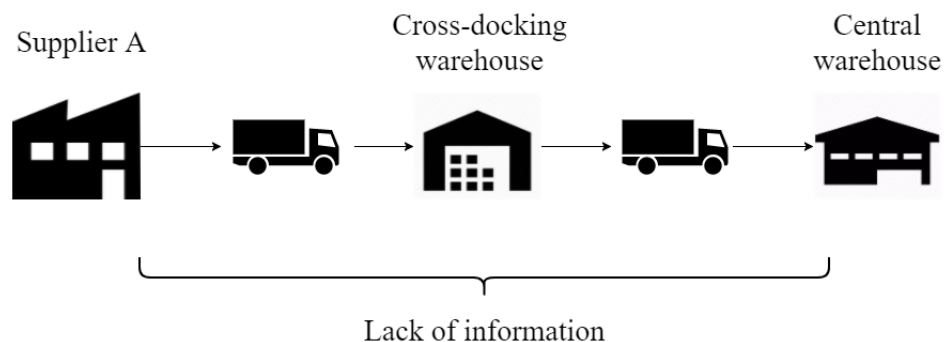 Supplier A
Cross-docking
warehouse
Central
warehouse
Lack of information